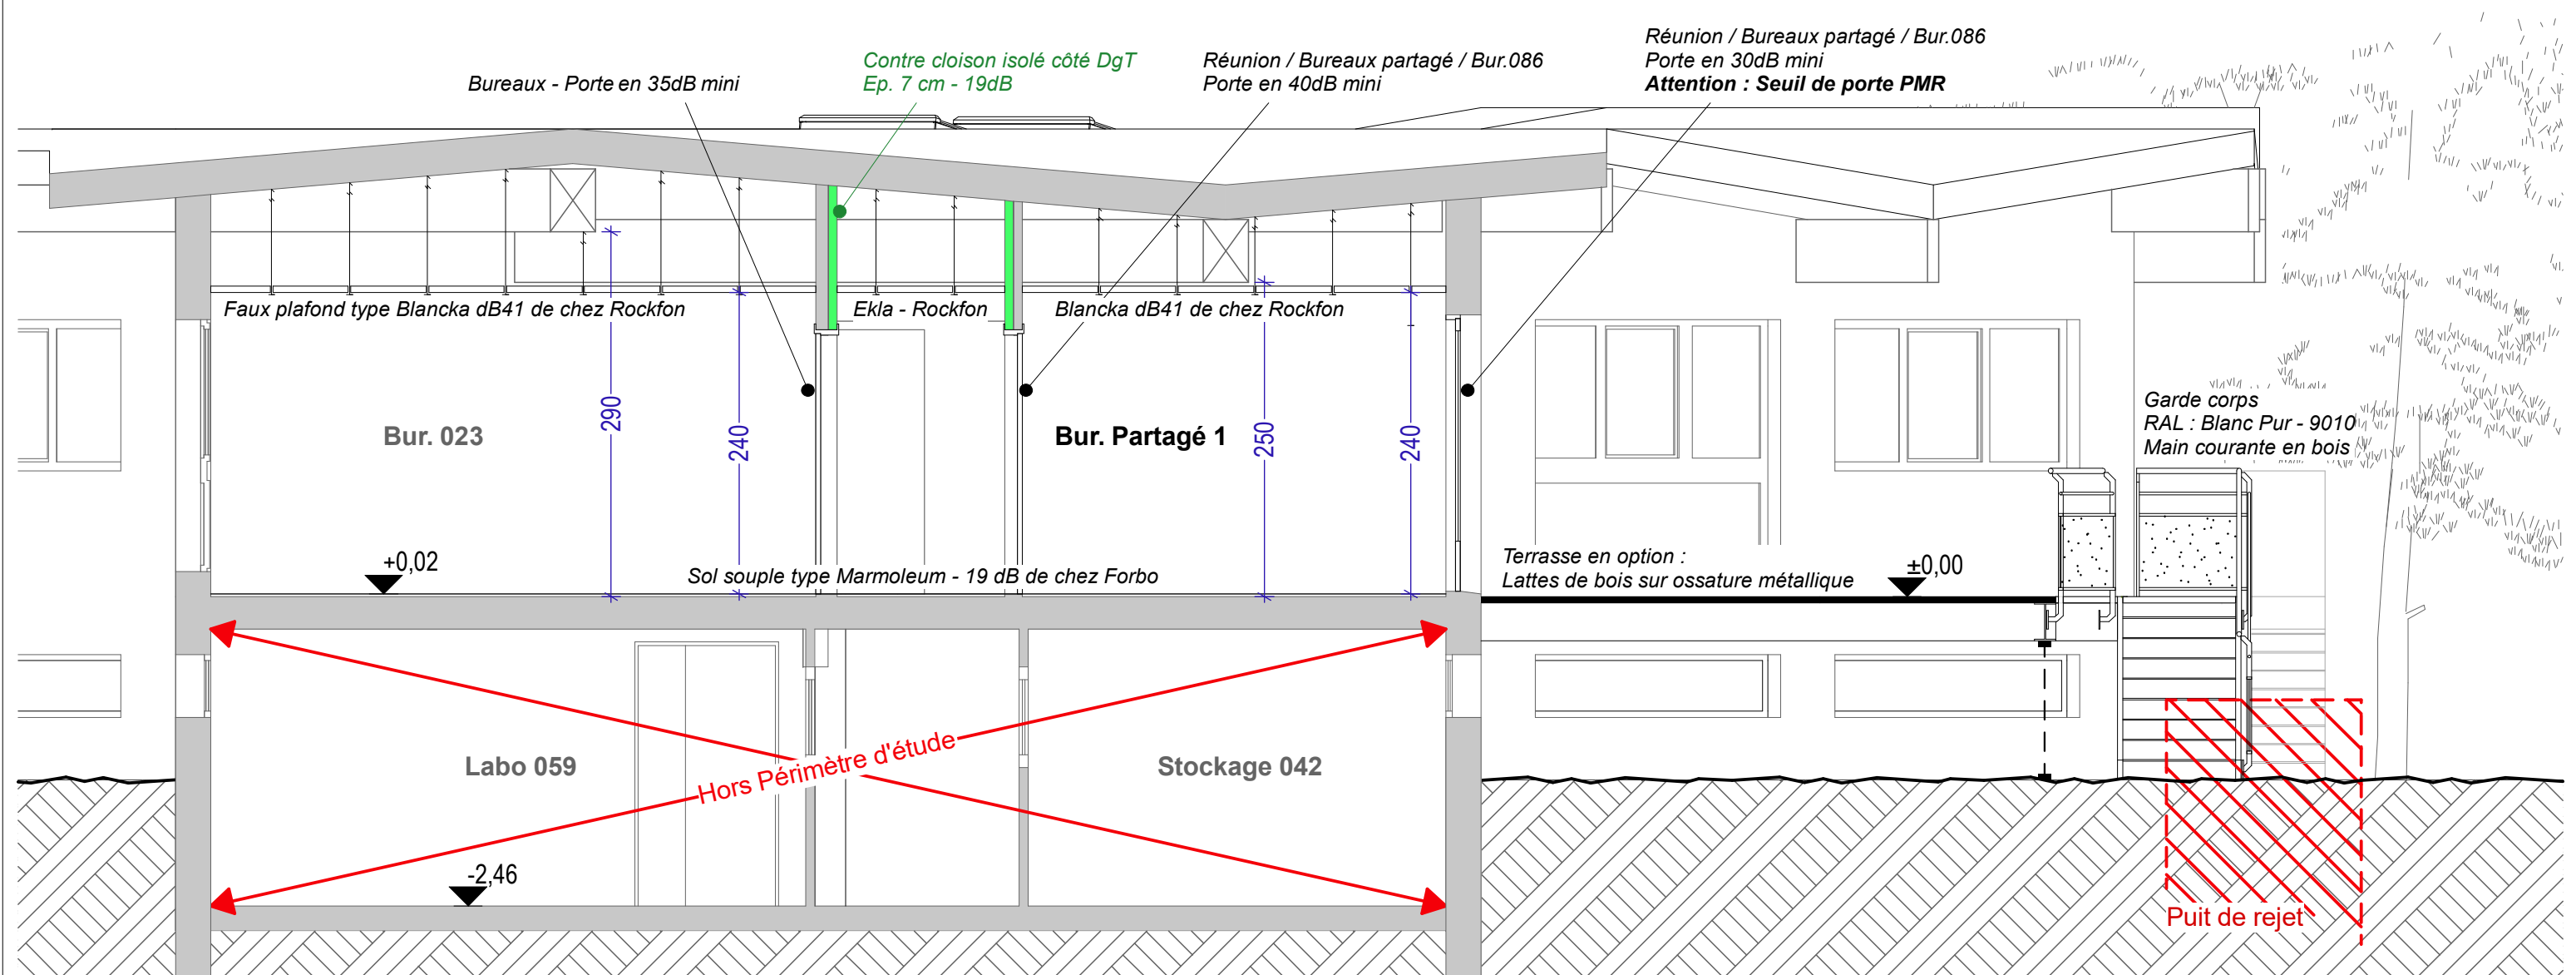 Réunion / Bureaux partagé / Bur.086
Porte en 30dB mini
Attention : Seuil de porte PMR
Contre cloison isolé côté DgT
Ep. 7 cm - 19dB
Réunion / Bureaux partagé / Bur.086
Porte en 40dB mini
Bureaux - Porte en 35dB mini
Faux plafond type Blancka dB41 de chez Rockfon
Ekla - Rockfon
Blancka dB41 de chez Rockfon
290
240
250
240
Bur. 023
Bur. Partagé 1
Garde corps
RAL : Blanc Pur - 9010
Main courante en bois
+0,02
Sol souple type Marmoleum - 19 dB de chez Forbo
Terrasse en option :
Lattes de bois sur ossature métallique
±0,00
Labo 059
Hors Périmètre d'étude
Stockage 042
-2,46
Puit de rejet